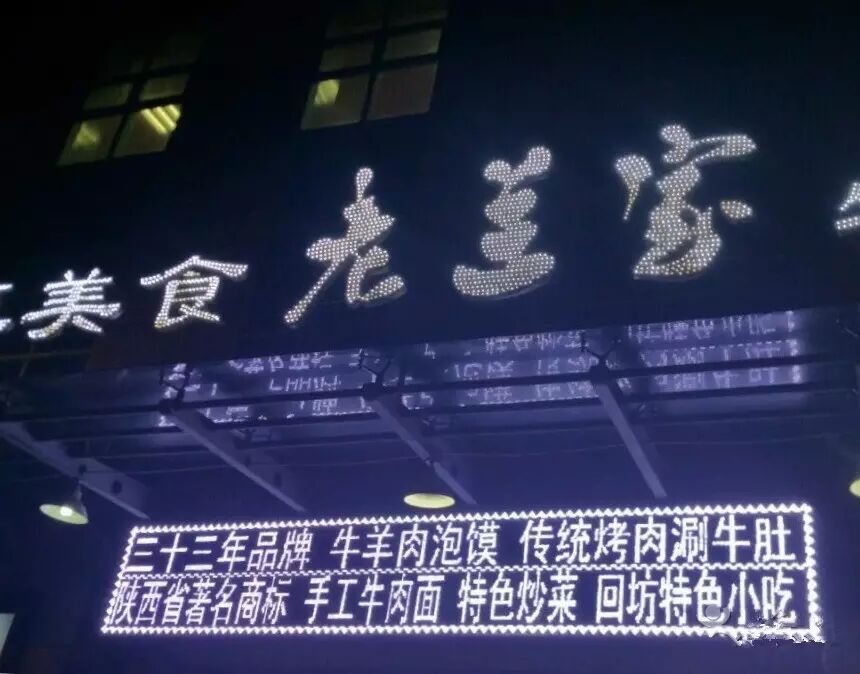 美食 老兰家
三十三年品牌 牛羊肉泡馍 传统烤肉涮牛肚
陕西省著名商标 手工牛肉面 特色炒菜 回坊特色小吃